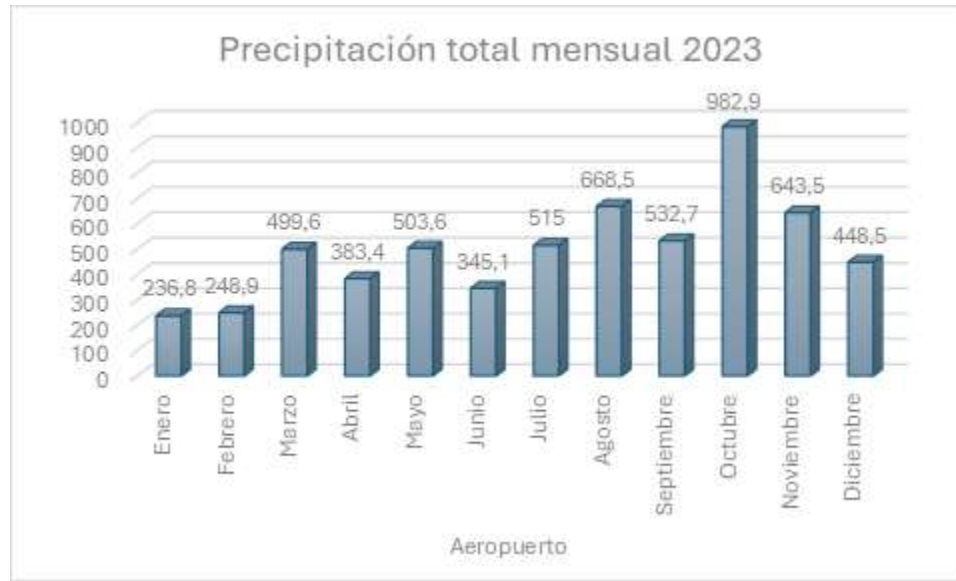 Precipitación total mensual 2023
1000
900
800
700
600
500
400
300
200
100
0
236,8
248,9
499,6
383,4
503,6
345,1
515
668,5
532,7
982,9
643,5
448,5
Enero
Febrero
Marzo
Abril
Mayo
Junio
Julio
Agosto
Septiembre
Octubre
Noviembre
Diciembre
Aeropuerto